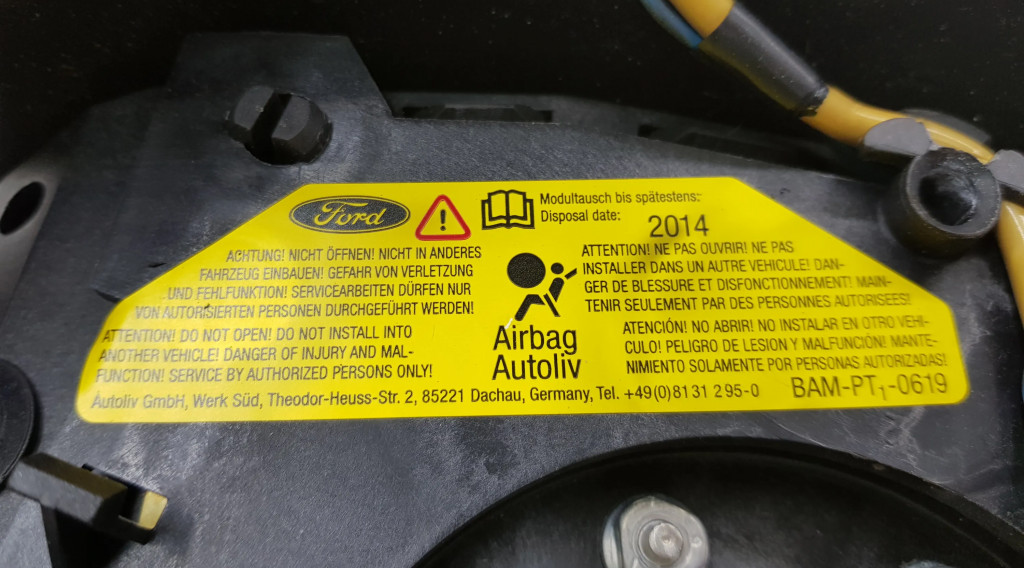 Ford
!
Modultausch bis spätestens:
Disposal date:
2014
ACHTUNG! NICHT ÖFFNEN! NICHT IN ANDERES
FAHRZEUG EINBAUEN! GEFAHR VON VERLETZUNG
UND FEHLFUNKTION! SERVICEARBEITEN DÜRFEN NUR
VON AUTORISIERTEN PERSONEN DURCHGEFÜHRT WERDEN!
ATTENTION! DO NOT OPEN! DO NOT INSTALL INTO
ANOTHER VEHICLE! DANGER OF INJURY AND MAL-
FUNCTION! SERVICE BY AUTHORIZED PERSONS ONLY!
Airbag
Autoliv
ATTENTION! NE PAS OUVRIR! NE PAS
INSTALLER DANS UN AUTRE VEHICULE! DAN-
GER DE BLESSURE ET DISFONCTIONNEMENT! MAIN-
TENIR SEULEMENT PAR DES PERSONNES AUTORISEES!
ATENCIÓN! NO ABRIR! NO INSTALAR EN OTRO VEHI-
CULO! PELIGRO DE LESION Y MALFUNCIÓN! MANTE-
NIMIENTO SOLAMENTE POR PERSONAS AUTORIZADAS!
Autoliv GmbH, Werk Süd, Theodor-Heuss-Str. 2, 85221 Dachau, Germany, Tel. +49(0)81 31 2 95-0
BAM-PT1-0619